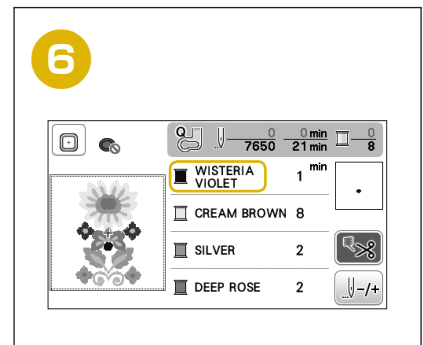 6
Q 0 0 min 0
7650 21 min 8
WISTERIA 1 min
VIOLET
CREAM BROWN 8
SILVER 2
DEEP ROSE 2
-/+